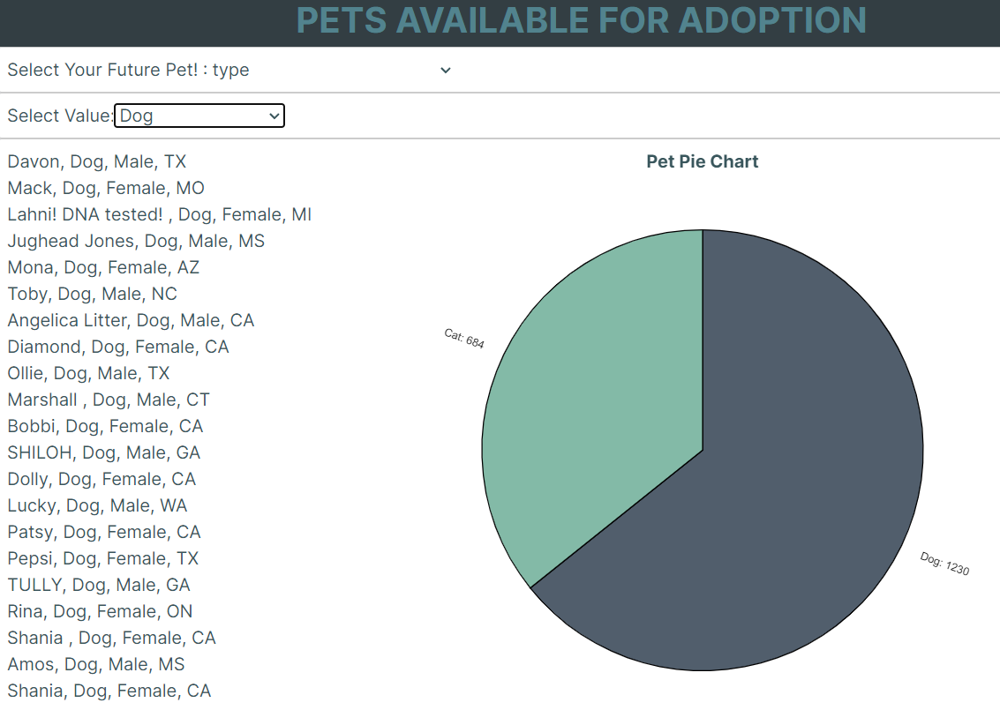 PETS AVAILABLE FOR ADOPTION
Select Your Future Pet! : type
Select Value: Dog
Davon, Dog, Male, TX
Mack, Dog, Female, MO
Lahni! DNA tested! , Dog, Female, MI
Jughead Jones, Dog, Male, MS
Mona, Dog, Female, AZ
Toby, Dog, Male, NC
Angelica Litter, Dog, Male, CA
Diamond, Dog, Female, CA
Ollie, Dog, Male, TX
Marshall , Dog, Male, CT
Bobbi, Dog, Female, CA
SHILOH, Dog, Male, GA
Dolly, Dog, Female, CA
Lucky, Dog, Male, WA
Patsy, Dog, Female, CA
Pepsi, Dog, Female, TX
TULLY, Dog, Male, GA
Rina, Dog, Female, ON
Shania , Dog, Female, CA
Amos, Dog, Male, MS
Shania, Dog, Female, CA
Pet Pie Chart
Cat: 684
Dog: 1230